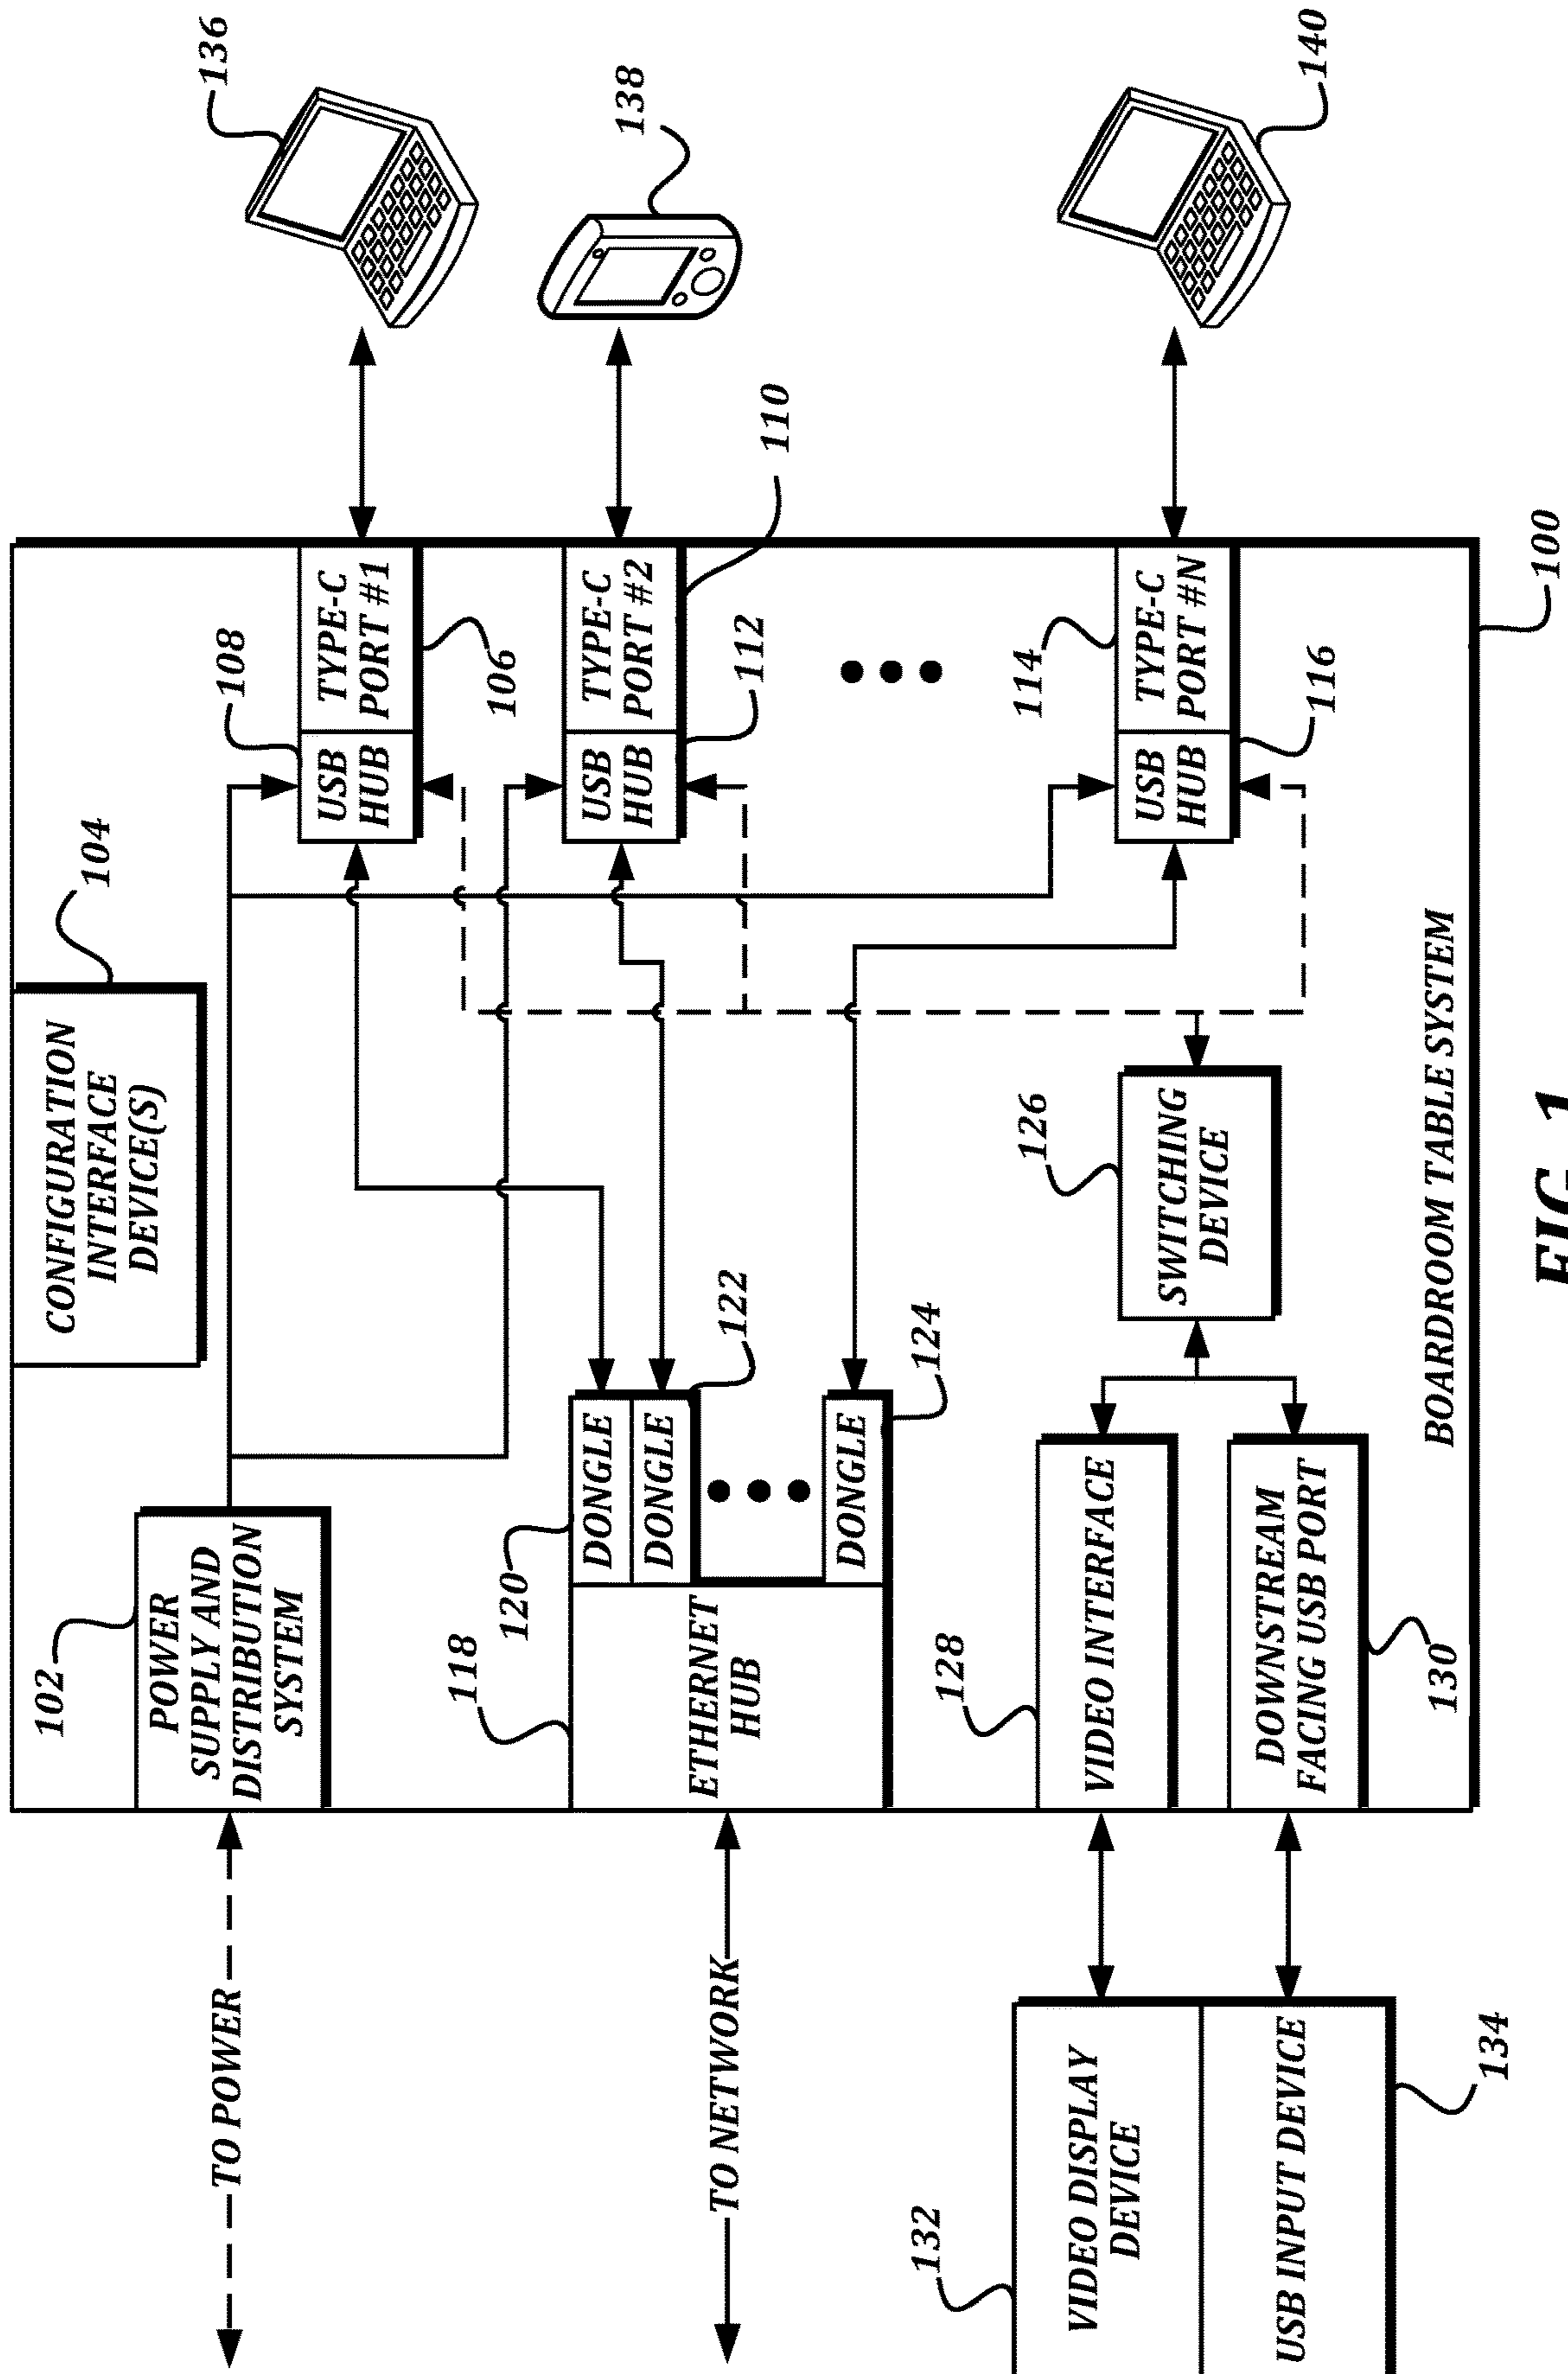 CONFIGURATION
INTERFACE
DEVICE(S)
104
102
POWER
SUPPLY AND
DISTRIBUTION
SYSTEM
TO POWER
108
USB
HUB
TYPE-C
PORT #1
106
136
USB
HUB
TYPE-C
PORT #2
110
112
138
118
ETHERNET
HUB
120
DONGLE
DONGLE
122
DONGLE
124
TO NETWORK
114
USB
HUB
TYPE-C
PORT #N
116
140
126
SWITCHING
DEVICE
128
VIDEO INTERFACE
DOWNSTREAM
FACING USB PORT
130
132
VIDEO DISPLAY
DEVICE
USB INPUT DEVICE
134
BOARDROOM TABLE SYSTEM
100
FIG. 1